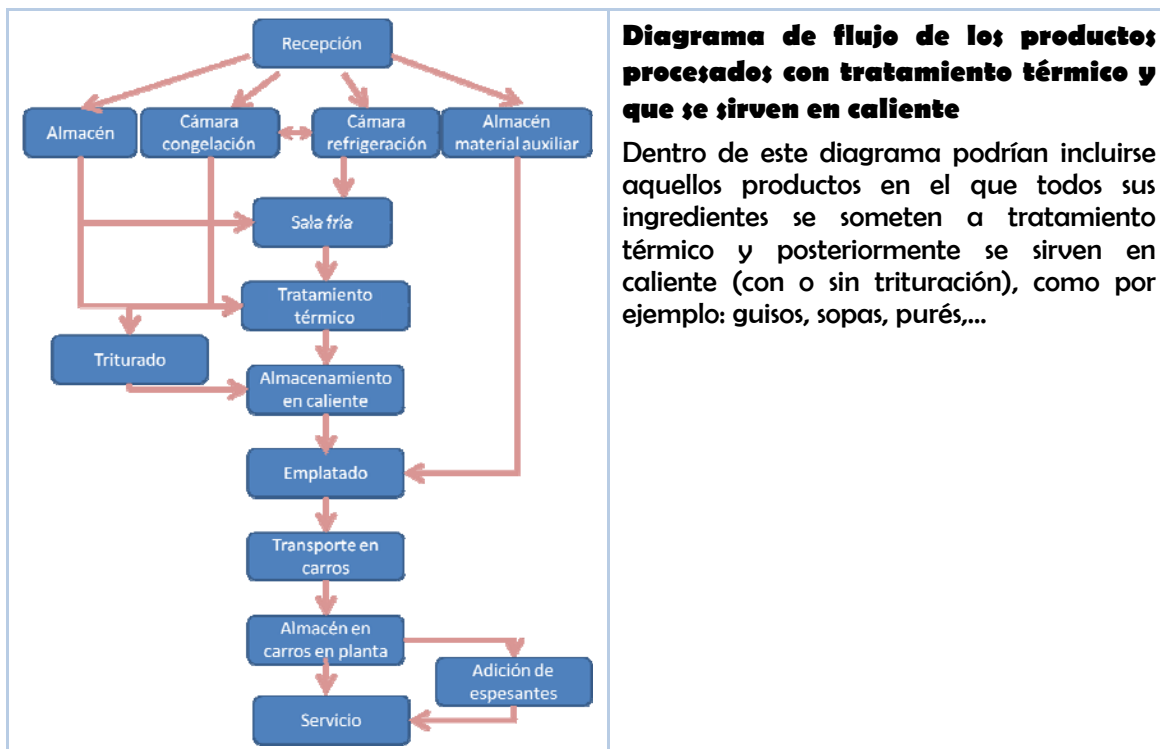 Recepción
Almacén
Cámara
congelación
Cámara
refrigeración
Almacén
material auxiliar
Sala fría
Tratamiento
térmico
Triturado
Almacenamiento
en caliente
Emplatado
Transporte en
carros
Almacén en
carros en planta
Adición de
espesantes
Servicio
Diagrama de flujo de los productos
procesados con tratamiento térmico y
que se sirven en caliente
Dentro de este diagrama podrían incluirse
aquellos productos en el que todos sus
ingredientes se someten a tratamiento
térmico y posteriormente se sirven en
caliente (con o sin trituración), como por
ejemplo: guisos, sopas, purés,...